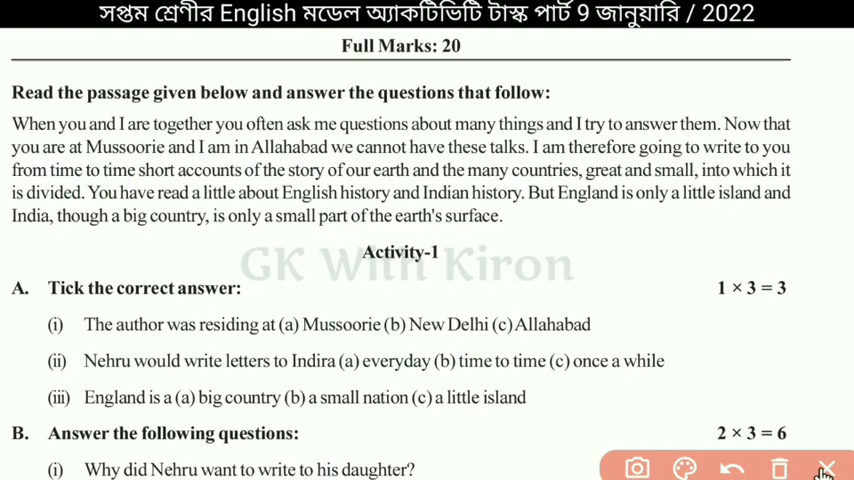 সপ্তম শ্রেণীর English মডেল অ্যাকটিভিটি টাস্ক পার্ট 9 জানুয়ারি / 2022
Full Marks: 20
Read the passage given below and answer the questions that follow:
When you and I are together you often ask me questions about many things and I try to answer them. Now that
you are at Mussoorie and I am in Allahabad we cannot have these talks. I am therefore going to write to you
from time to time short accounts of the story of our earth and the many countries, great and small, into which it
is divided. You have read a little about English history and Indian history. But England is only a little island and
India, though a big country, is only a small part of the earth's surface.
Activity-1
GK With Kiron
A. Tick the correct answer: 1 × 3 = 3
(i) The author was residing at (a) Mussoorie (b) New Delhi (c) Allahabad
(ii) Nehru would write letters to Indira (a) everyday (b) time to time (c) once a while
(iii) England is a (a) big country (b) a small nation (c) a little island
B. Answer the following questions: 2 × 3 = 6
(i) Why did Nehru want to write to his daughter?